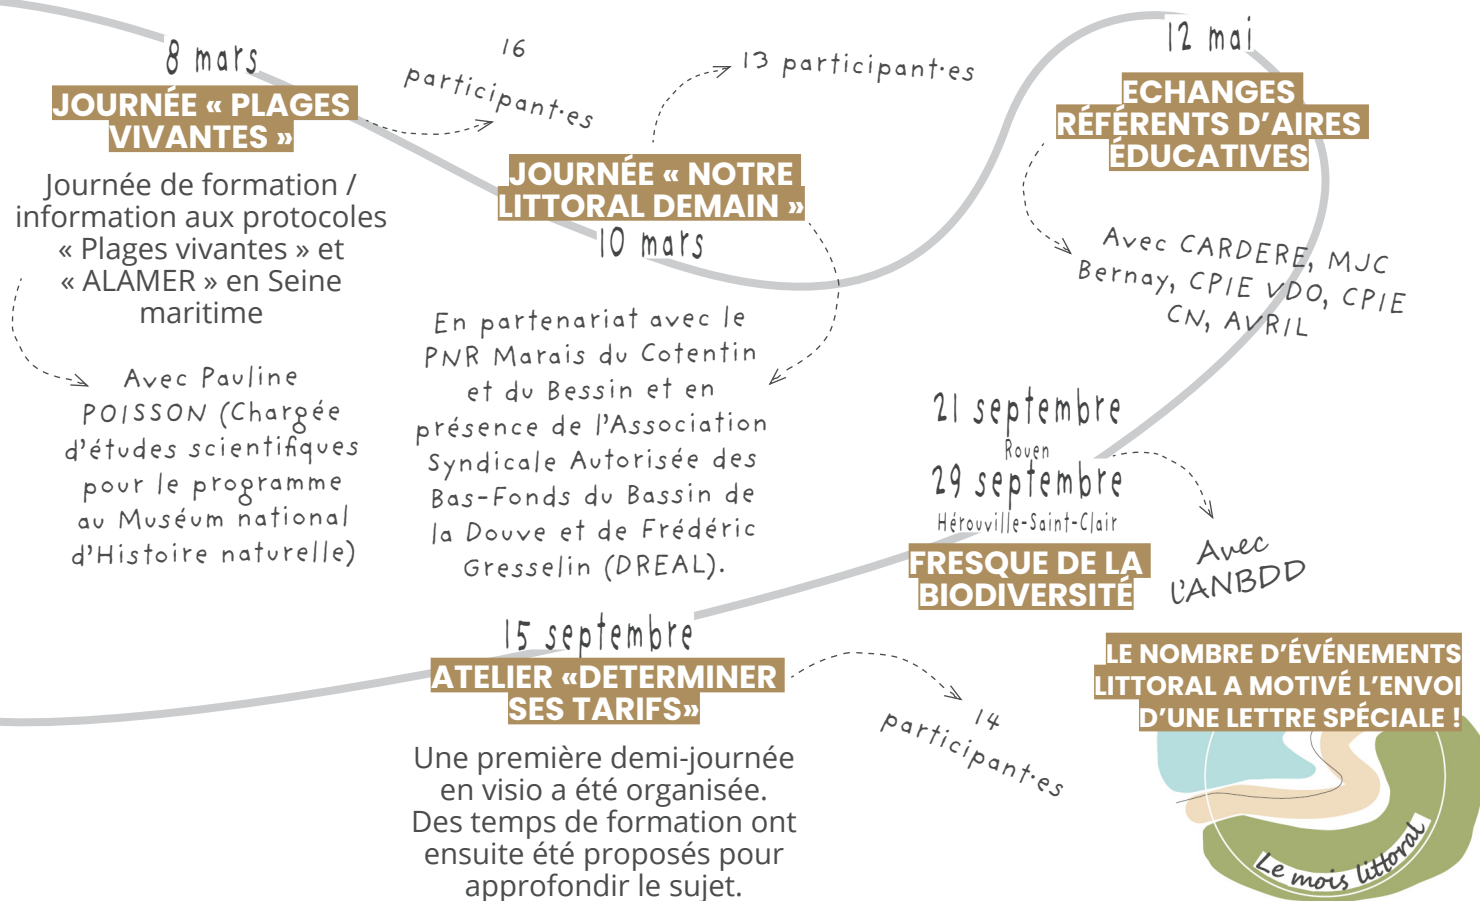 8 mars
JOURNÉE « PLAGES
VIVANTES »
16
participant·es
Journée de formation /
information aux protocoles
« Plages vivantes » et
« ALAMER » en Seine
maritime
Avec Pauline
POISSON (Chargée
d'études scientifiques
pour le programme
au Muséum national
d'Histoire naturelle)
13 participant·es
JOURNÉE « NOTRE
LITTORAL DEMAIN »
10 mars
En partenariat avec le
PNR Marais du Cotentin
et du Bessin et en
présence de l'Association
Syndicale Autorisée des
Bas-Fonds du Bassin de
la Douve et de Frédéric
Gresselin (DREAL).
12 mai
ECHANGES
RÉFÉRENTS D'AIRES
ÉDUCATIVES
Avec CARDERE, MJC
Bernay, CPIE VDO, CPIE
CN, AVRIL
21 septembre
Rouen
29 septembre
Hérouville-Saint-Clair
FRESQUE DE LA
BIODIVERSITÉ
Avec
L'ANBDD
15 septembre
ATELIER «DETERMINER
SES TARIFS»
14
participant·es
Une première demi-journée
en visio a été organisée.
Des temps de formation ont
ensuite été proposés pour
approfondir le sujet.
LE NOMBRE D'ÉVÉNEMENTS
LITTORAL A MOTIVÉ L'ENVOI
D'UNE LETTRE SPÉCIALE !
Le mois littoral